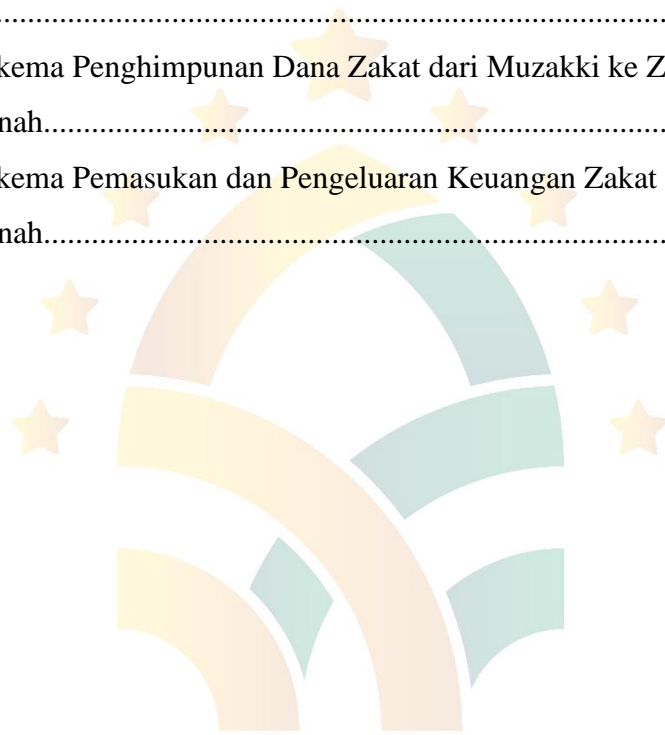 ..........................................................................................
kema Penghimpunan Dana Zakat dari Muzakki ke Z
nah...................................................................................
kema Pemasukan dan Pengeluaran Keuangan Zakat
nah...................................................................................